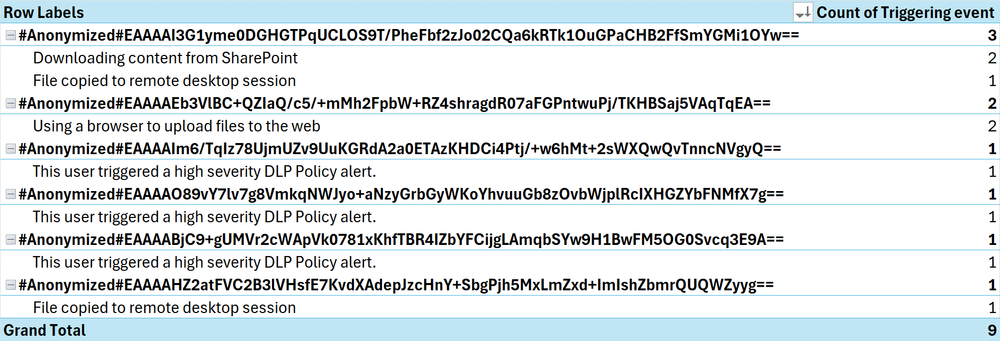 Row Labels Count of Triggering event
#Anonymized#EAAAAI3G1yme0DGHGTPqUCLOS9T/PheFbf2zJo02CQa6kRTk1OuGPaCHB2FfSmYGMi1OYw== 3
Downloading content from SharePoint 2
File copied to remote desktop session 1
#Anonymized#EAAAAEb3VlBC+QZIaQ/c5/+mMh2FpbW+RZ4shragdR07aFGPntwuPj/TKHBSaj5VAqTqEA== 2
Using a browser to upload files to the web 2
#Anonymized#EAAAAIm6/TqIz78UjmUZv9UuKGRdA2a0ETAzKHDCi4Ptj/+w6hMt+2sWXQwQvTnncNVgyQ== 1
This user triggered a high severity DLP Policy alert. 1
#Anonymized#EAAAAO89vY7lv7g8VmkqNWJyo+aNzyGrbGyWKoYhvuuGb8zOvbWjplRcIXHGZYbFNMfX7g== 1
This user triggered a high severity DLP Policy alert. 1
#Anonymized#EAAAABjC9+gUMVr2cWApVk0781xKhfTBR4IZbYFCijgLAmqbSYw9H1BwFM5OG0Svcq3E9A== 1
This user triggered a high severity DLP Policy alert. 1
#Anonymized#EAAAAHZ2atFVC2B3lVHsfE7KvdXAdepJzcHnY+SbgPjh5MxLmZxd+ImIshZbmrQUQWZyyg== 1
File copied to remote desktop session 1
Grand Total 9